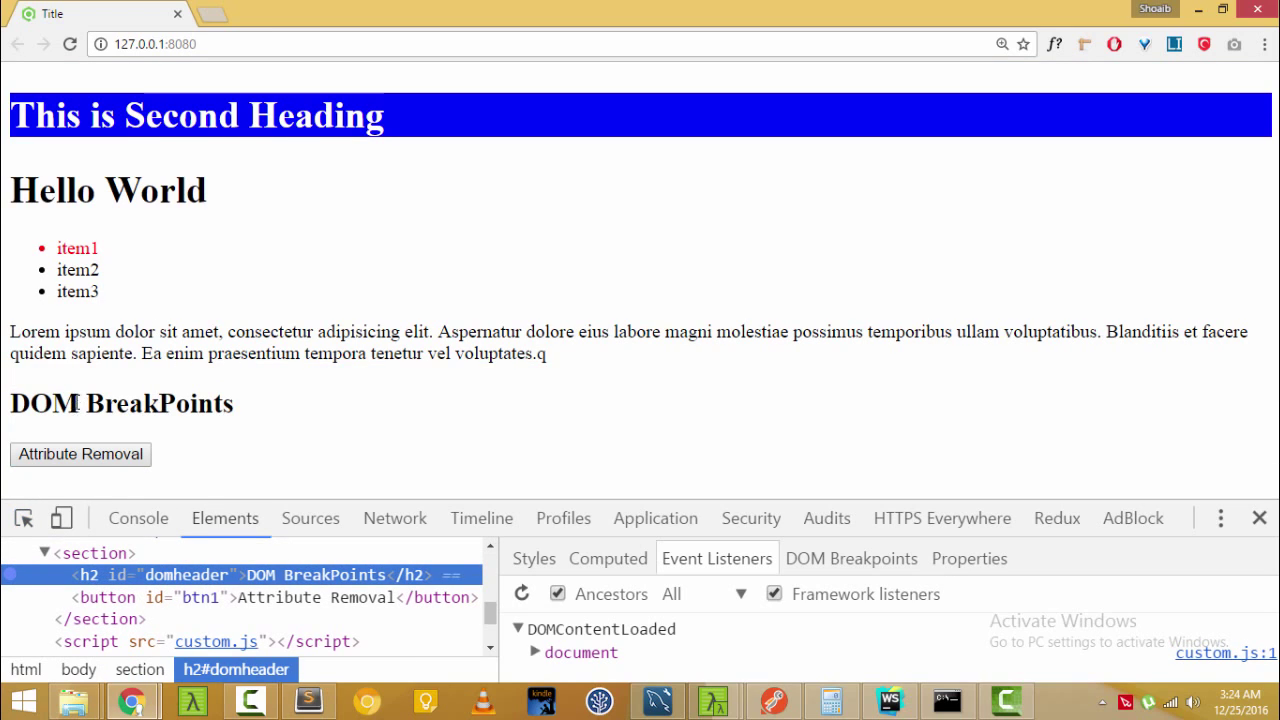 Title
Shoaib
127.0.0.1:8080
f?
LI
This is Second Heading
Hello World
item1
item2
item3
Lorem ipsum dolor sit amet, consectetur adipisicing elit. Aspernatur dolore eius labore magni molestiae possimus temporibus ullam voluptatibus. Blanditiis et facere
quidem sapiente. Ea enim praesentium tempora tenetur vel voluptates.q
DOM BreakPoints
Attribute Removal
Console Elements Sources Network Timeline Profiles Application Security Audits HTTPS Everywhere Redux AdBlock
<section>
<h2 id="domheader">DOM BreakPoints</h2> ==
<button id="btn1">Attribute Removal</button>
</section>
<script src="custom.js"></script>
html body section h2#domheader
Styles Computed Event Listeners DOM Breakpoints Properties
Ancestors All Framework listeners
DOMContentLoaded
document
custom.js:1
Activate Windows
Go to PC settings to activate Windows.
kindle
WS
3:24 AM
12/25/2016